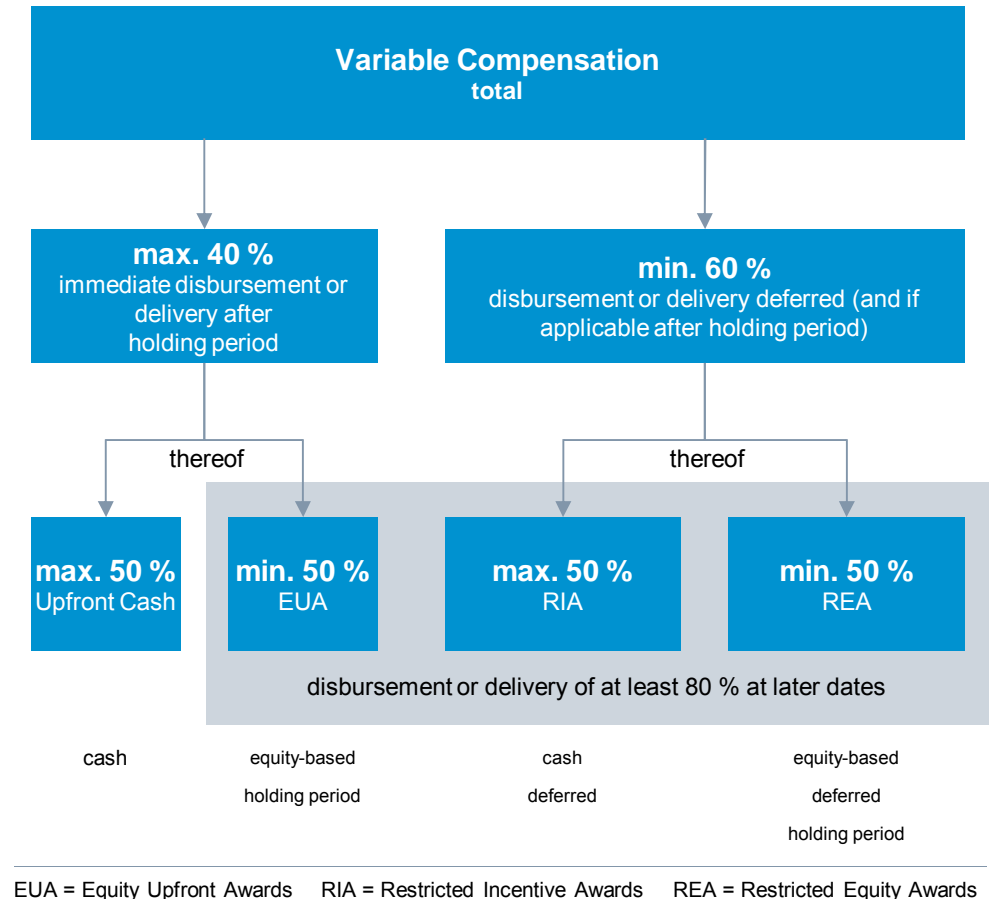 Variable Compensation
total
max. 40 %
immediate disbursement or
delivery after
holding period
min. 60 %
disbursement or delivery deferred (and if
applicable after holding period)
thereof
thereof
max. 50 %
Upfront Cash
min. 50 %
EUA
max. 50 %
RIA
min. 50 %
REA
disbursement or delivery of at least 80 % at later dates
cash
equity-based
holding period
cash
deferred
equity-based
deferred
holding period
EUA = Equity Upfront Awards RIA = Restricted Incentive Awards REA = Restricted Equity Awards